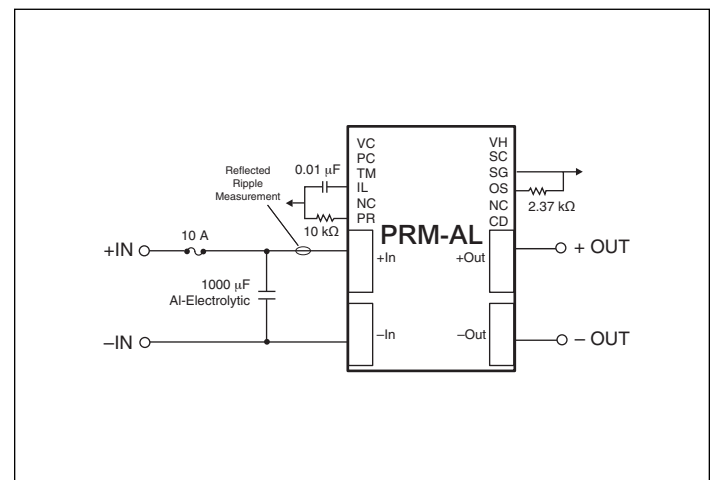 VC
PC
TM
IL
NC
PR
VH
SC
SG
OS
NC
CD
0.01 μF
10 kΩ
2.37 kΩ
Reflected
Ripple
Measurement
PRM-AL
10 A
+IN
+In
+Out
+ OUT
1000 μF
Al-Electrolytic
–IN
–In
–Out
– OUT